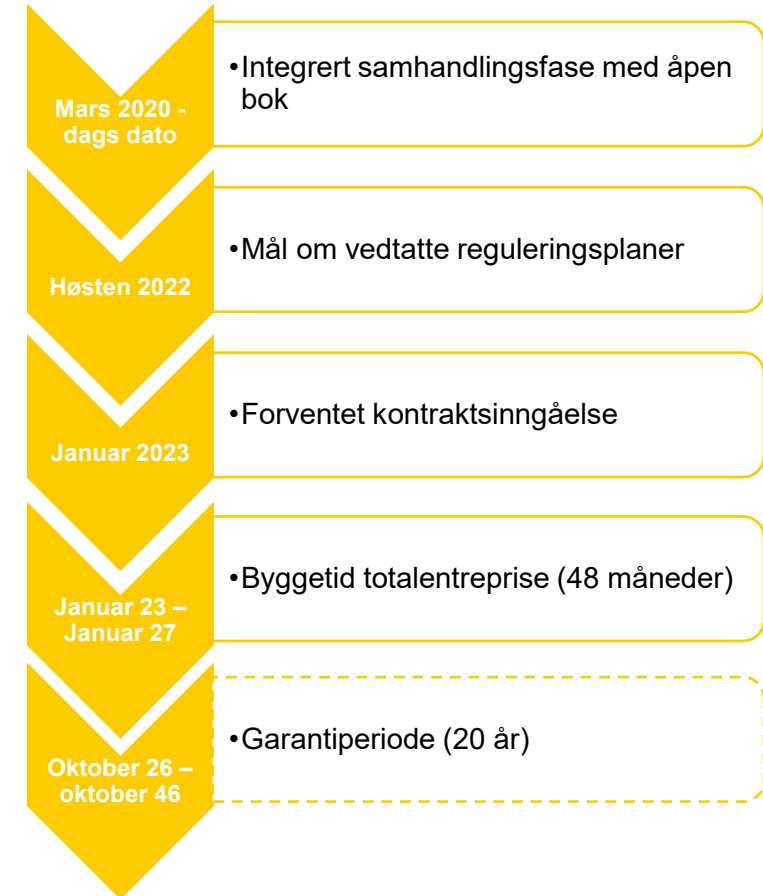 Mars 2020 -
dags dato
•Integrert samhandlingsfase med åpen
bok
Høsten 2022
•Mål om vedtatte reguleringsplaner
Januar 2023
•Forventet kontraktsinngåelse
Januar 23 –
Januar 27
•Byggetid totalentreprise (48 måneder)
Oktober 26 –
oktober 46
•Garantiperiode (20 år)